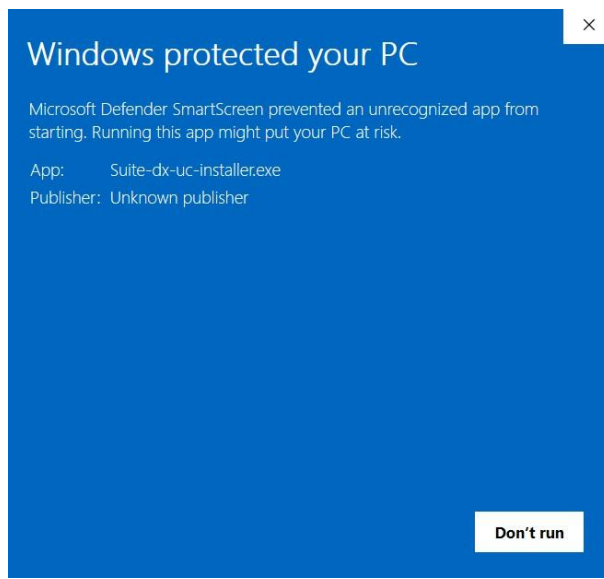 Windows protected your PC
Microsoft Defender SmartScreen prevented an unrecognized app from
starting. Running this app might put your PC at risk.
App: Suite-dx-uc-installer.exe
Publisher: Unknown publisher
Don't run